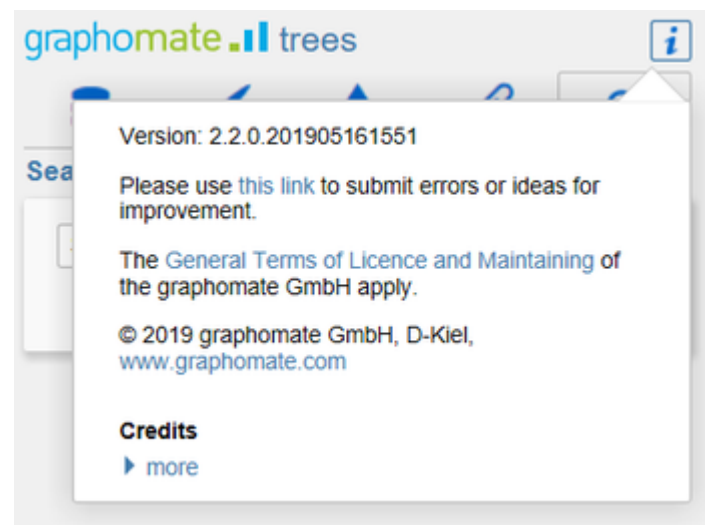 graphomate trees
i
Version: 2.2.0.201905161551
Sea
Please use this link to submit errors or ideas for
improvement.
The General Terms of Licence and Maintaining of
the graphomate GmbH apply.
© 2019 graphomate GmbH, D-Kiel,
www.graphomate.com
Credits
more